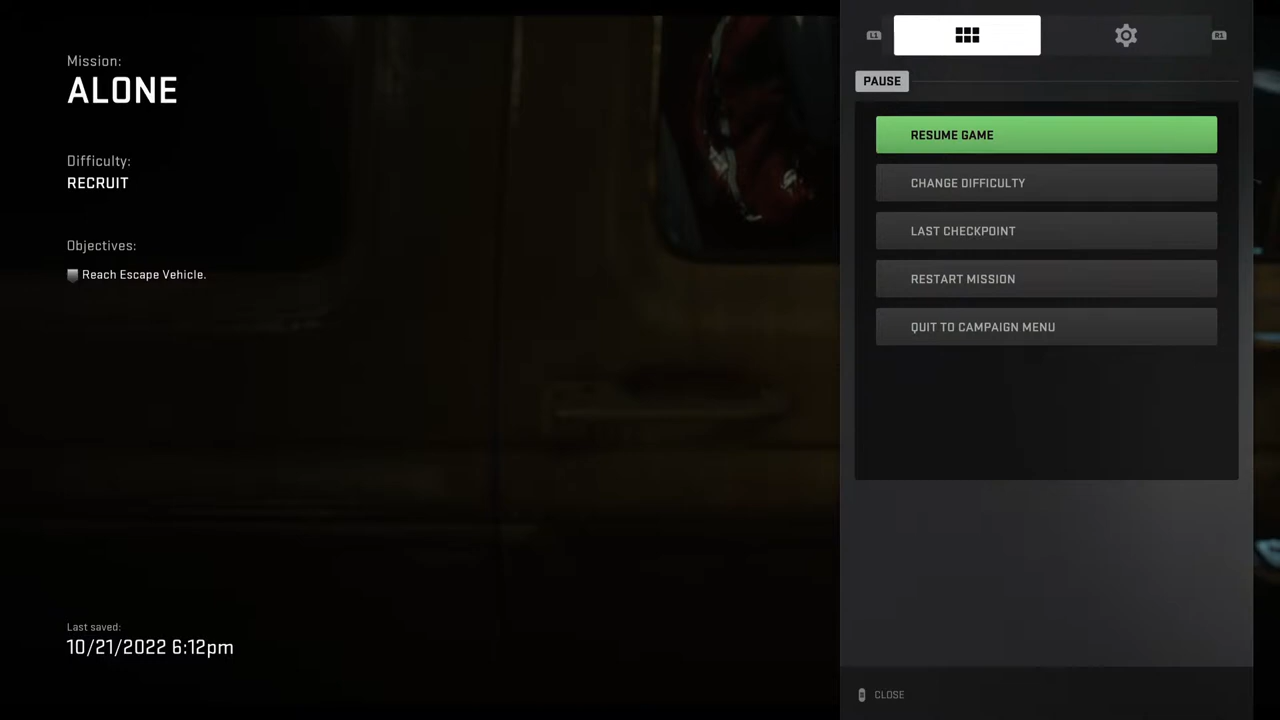 Mission:
ALONE
Difficulty:
RECRUIT
Objectives:
Reach Escape Vehicle.
Last saved:
10/21/2022 6:12pm
L1
R1
PAUSE
RESUME GAME
CHANGE DIFFICULTY
LAST CHECKPOINT
RESTART MISSION
QUIT TO CAMPAIGN MENU
CLOSE